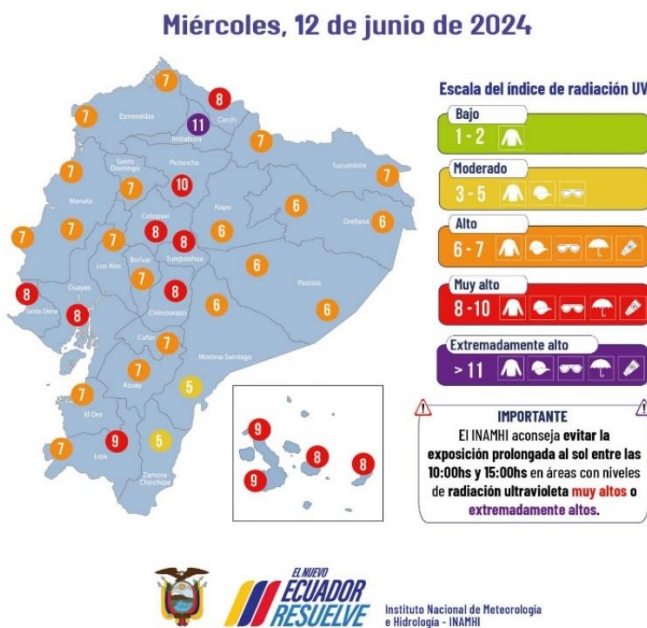 Miércoles, 12 de junio de 2024
7
8
Esmeraldas
Carchi
7
11
Imbabura
7
7
Sucumbíos
7
Santo
Domingo
Pichincha
7
10
Manabí
Napo
6
Orellana
6
7
7
7
Cotopaxi
8
8
6
Tungurahua
Los Ríos
Bolívar
7
6
Pastaza
8
Guayas
8
8
Santa Elena
Chimborazo
6
6
Cañar
7
Morona Santiago
7
Azuay
5
7
El Oro
7
Loja
9
5
Zamora
Chinchipe
9
8
8
9
Escala del índice de radiación UV
Bajo
1 - 2
Moderado
3 - 5
Alto
6 - 7
Muy alto
8 - 10
Extremadamente alto
> 11
IMPORTANTE
El INAMHI aconseja evitar la
exposición prolongada al sol entre las
10:00hs y 15:00hs en áreas con niveles
de radiación ultravioleta muy altos o
extremadamente altos.
EL NUEVO
ECUADOR
RESUELVE
Instituto Nacional de Meteorología
e Hidrología - INAMHI